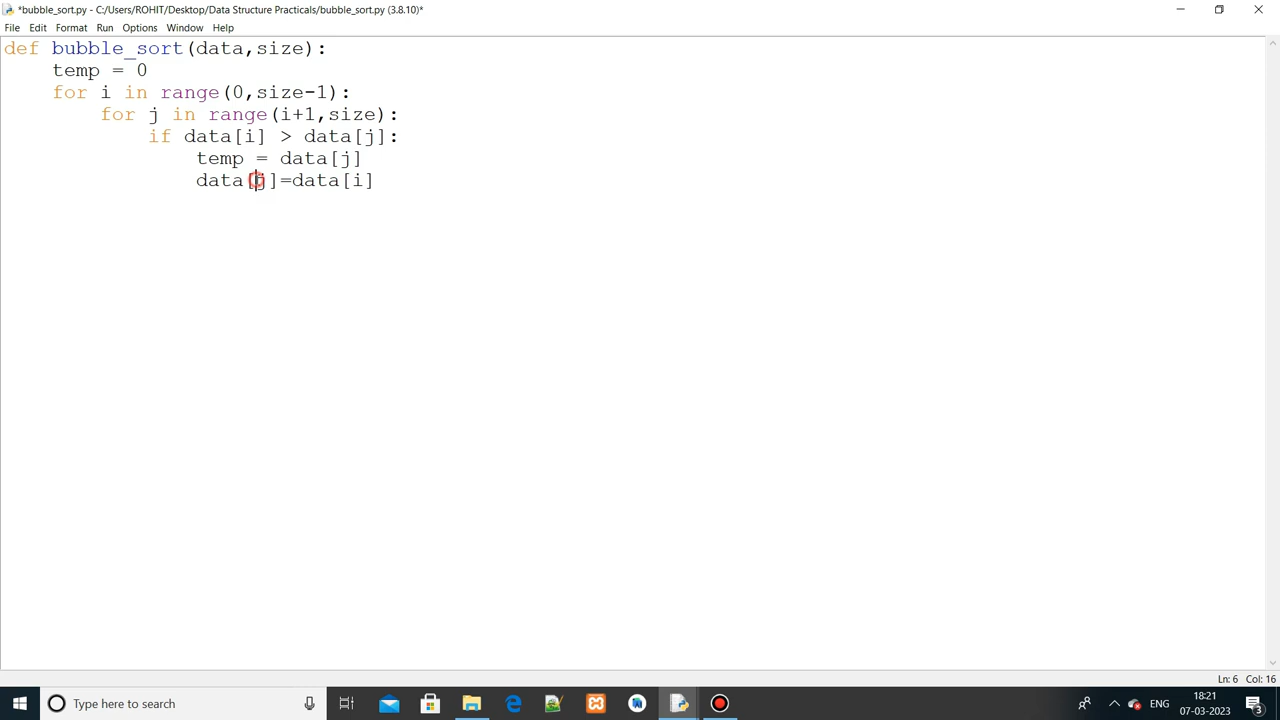 *bubble_sort.py - C:/Users/ROHIT/Desktop/Data Structure Practicals/bubble_sort.py (3.8.10)*
File Edit Format Run Options Window Help
def bubble_sort(data,size):
    temp = 0
    for i in range(0,size-1):
        for j in range(i+1,size):
            if data[i] > data[j]:
                temp = data[j]
                data[j]=data[i]
Ln: 6 Col: 16
Type here to search
ENG
18:21
07-03-2023
3